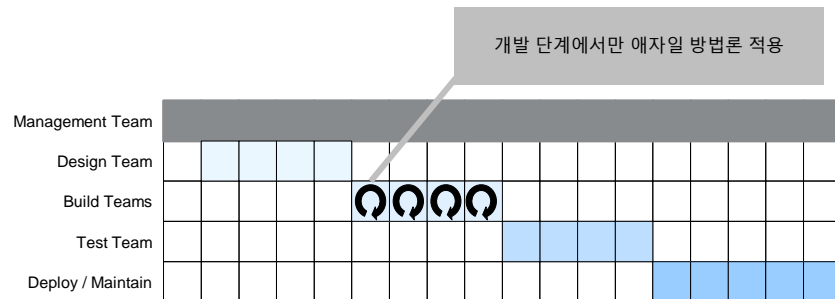 개발 단계에서만 애자일 방법론 적용
Management Team
Design Team
Build Teams
Test Team
Deploy / Maintain